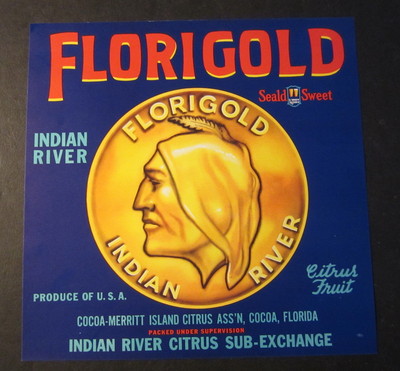 FLORIGOLD
Seald Sweet
INDIAN
RIVER
FLORIGOLD
INDIAN RIVER
Citrus
Fruit
PRODUCE OF U.S.A.
COCOA-MERRITT ISLAND CITRUS ASS'N, COCOA, FLORIDA
PACKED UNDER SUPERVISION
INDIAN RIVER CITRUS SUB-EXCHANGE